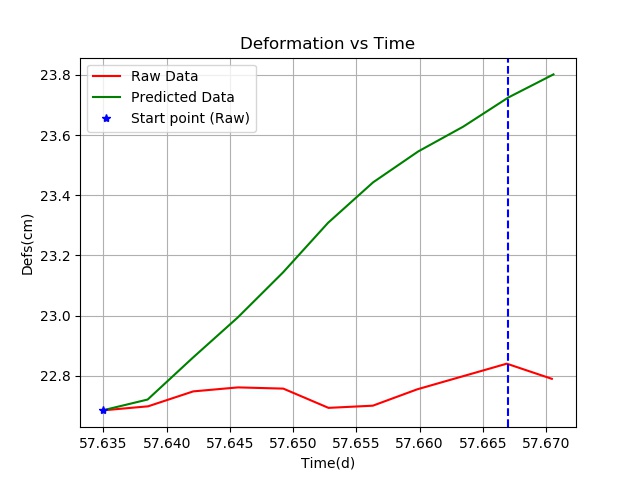 Deformation vs Time
Raw Data
Predicted Data
Start point (Raw)
23.8
23.6
23.4
23.2
23.0
22.8
Defs(cm)
57.635 57.640 57.645 57.650 57.655 57.660 57.665 57.670
Time(d)